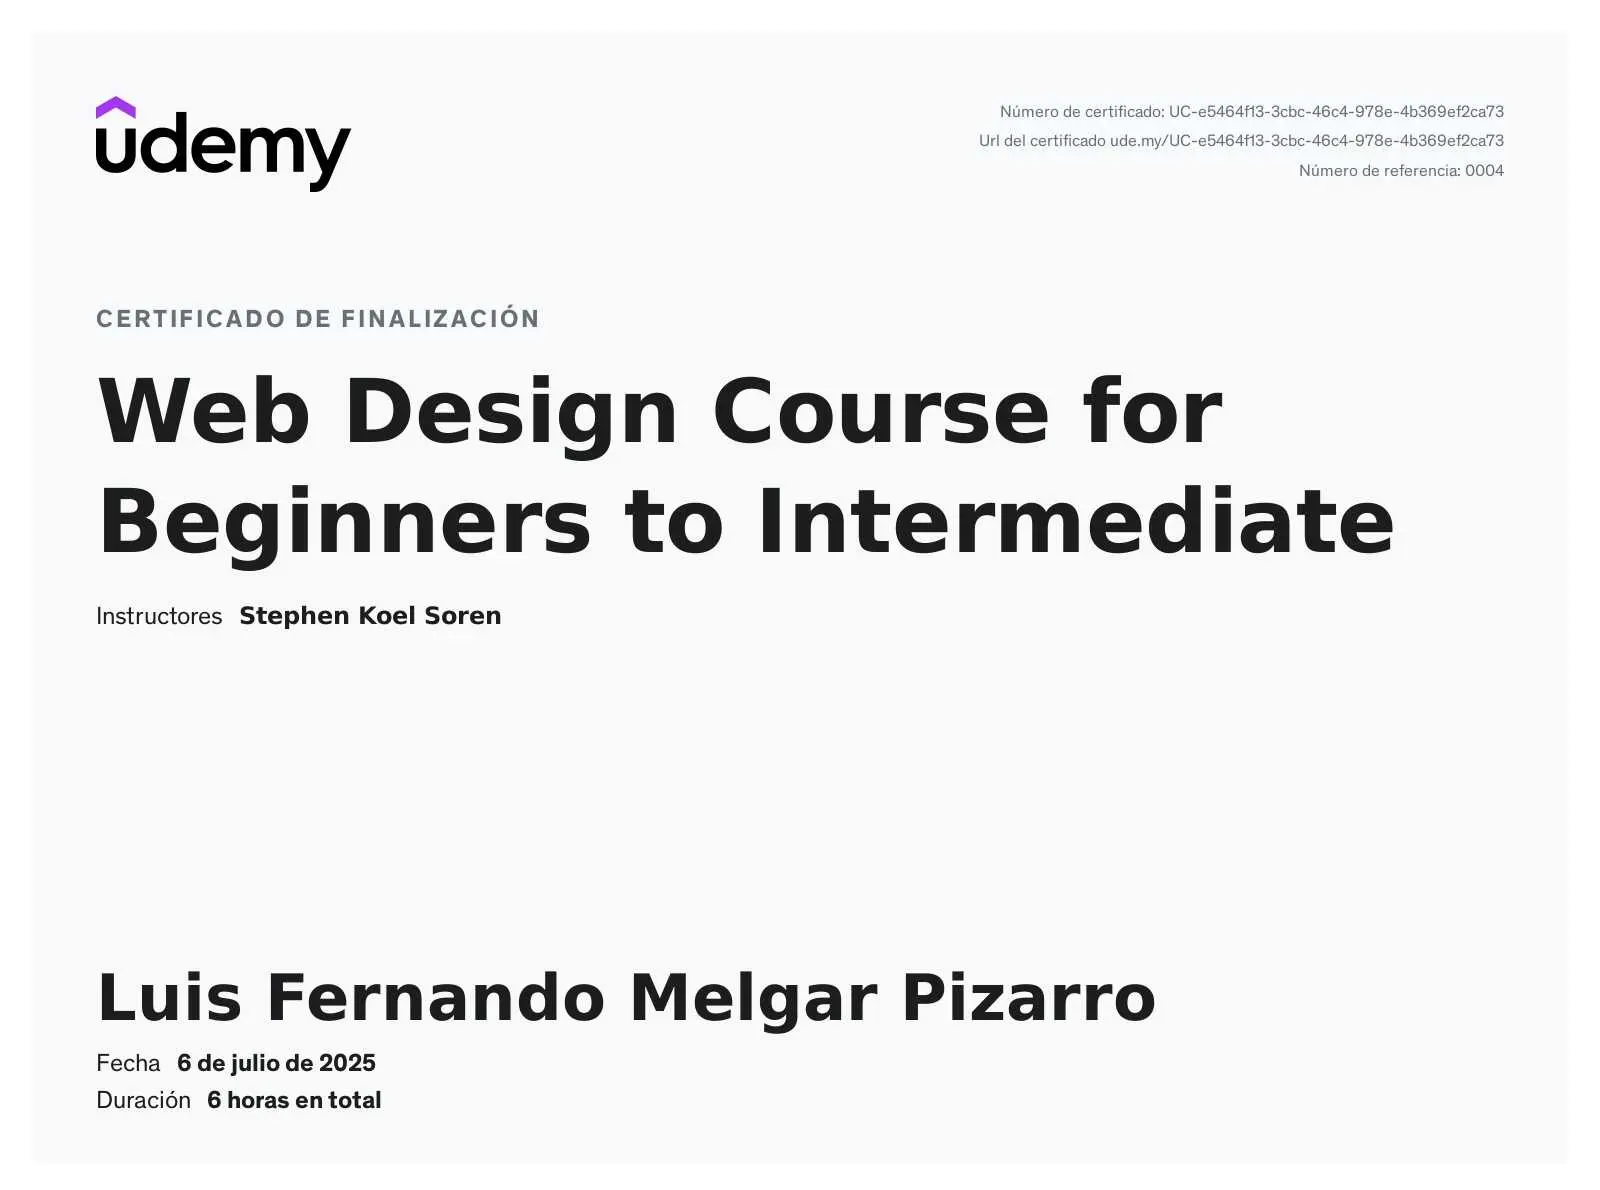 udemy
Número de certificado: UC-e5464f13-3cbc-46c4-978e-4b369ef2ca73
Url del certificado ude.my/UC-e5464f13-3cbc-46c4-978e-4b369ef2ca73
Número de referencia: 0004
CERTIFICADO DE FINALIZACIÓN
Web Design Course for
Beginners to Intermediate
Instructores Stephen Koel Soren
Luis Fernando Melgar Pizarro
Fecha 6 de julio de 2025
Duración 6 horas en total